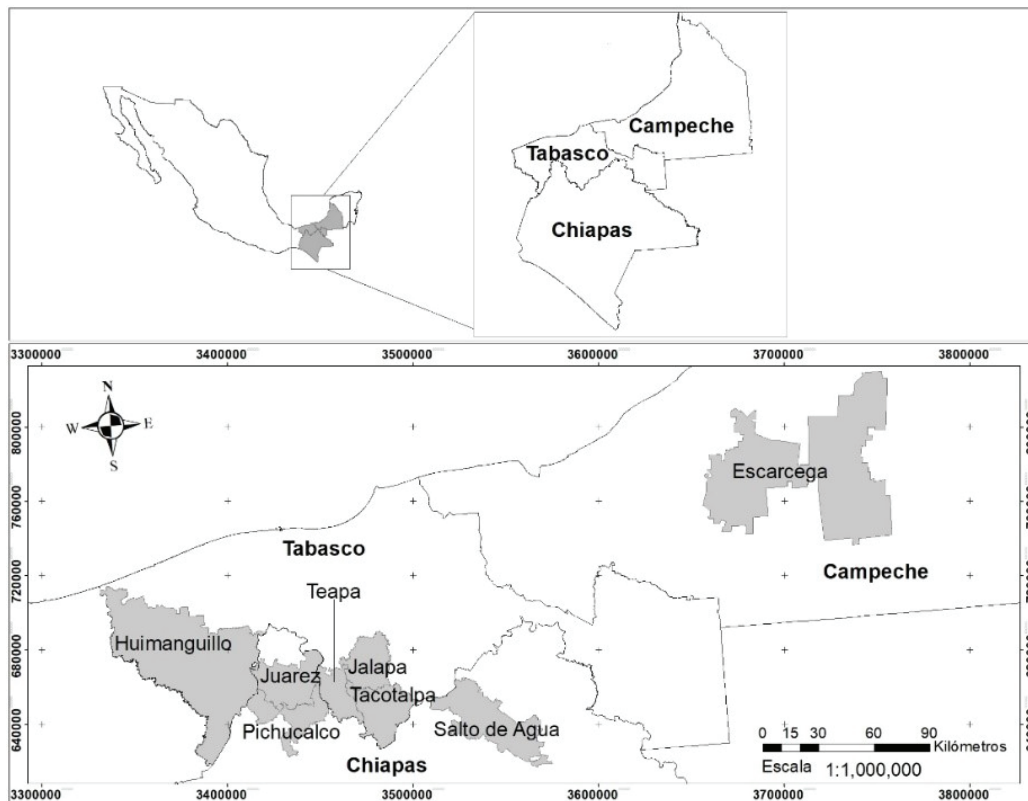 Campeche
Tabasco
Chiapas
3300000 3400000 3500000 3600000 3700000 3800000
N
W E
S
800000
Escarcega
760000
Tabasco
Campeche
720000
Teapa
Huimanguillo
680000
Juarez
Jalapa
Tacotalpa
640000
Pichucalco
Salto de Agua
Chiapas
0 15 30 60 90
Kilómetros
Escala 1:1,000,000
3300000 3400000 3500000 3600000 3700000 3800000